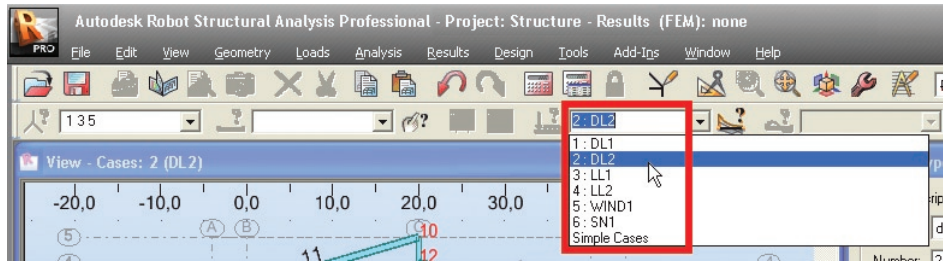 Autodesk Robot Structural Analysis Professional - Project: Structure - Results (FEM): none
PRO File Edit View Geometry Loads Analysis Results Design Tools Add-Ins Window Help
1 3 5
2 : DL2
1 : DL1
2 : DL2
3 : LL1
4 : LL2
5 : WIND1
6 : SN1
Simple Cases
View - Cases: 2 (DL2)
-20,0 -10,0 0,0 10,0 20,0 30,0
A B
5 10
11 12
Number: